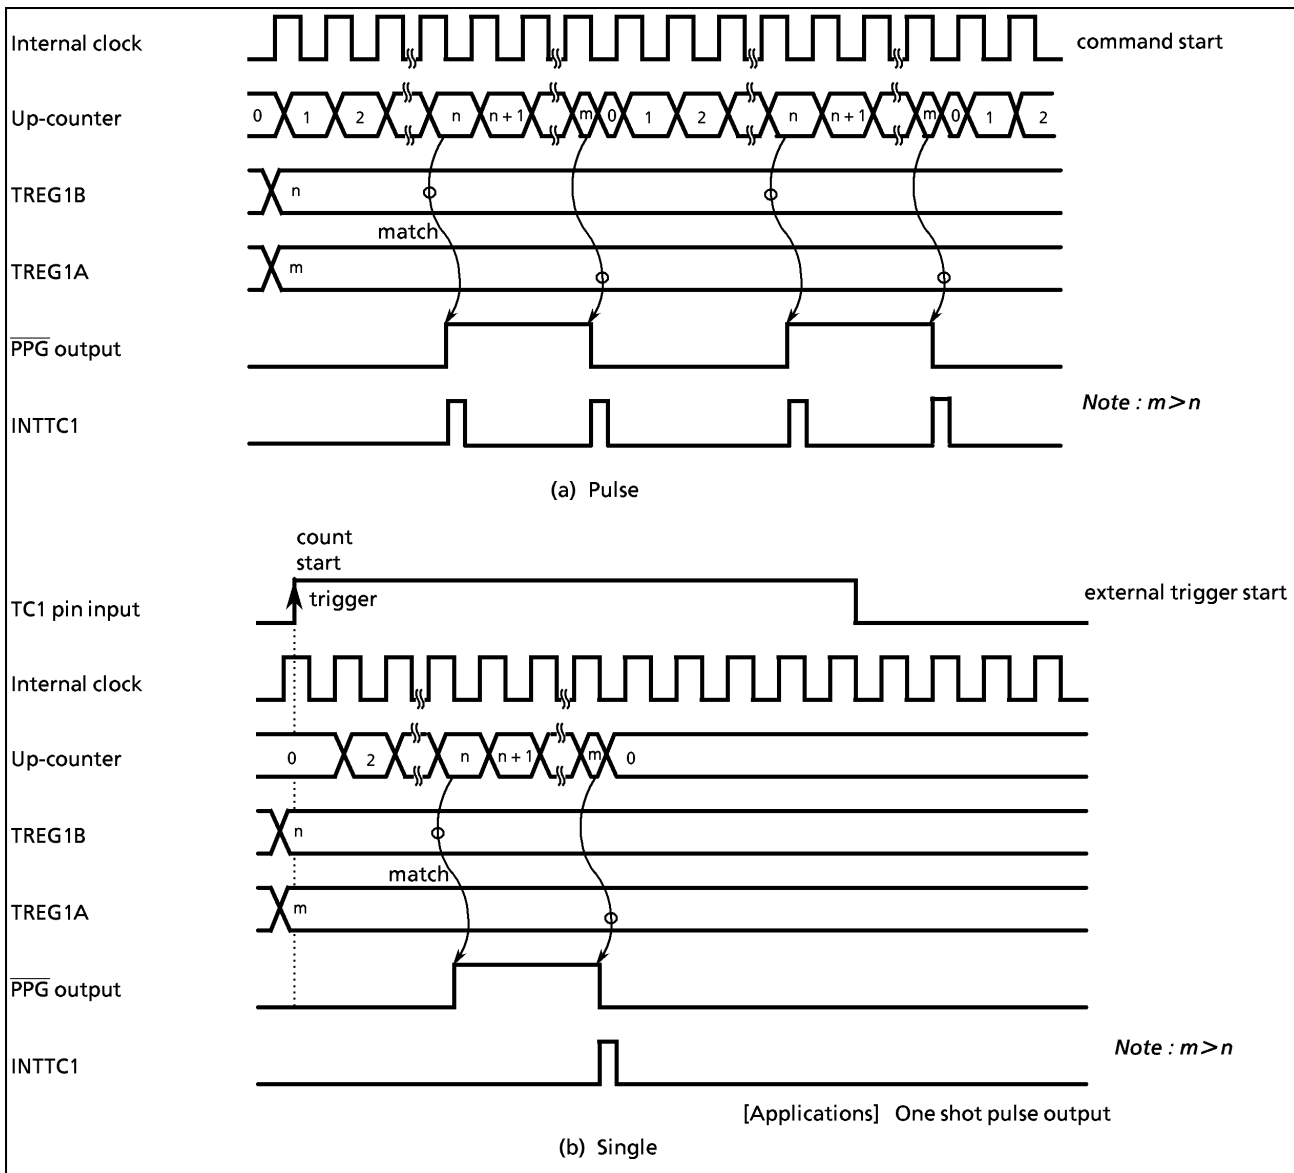 Internal clock
command start
Up-counter
0 1 2 n n + 1 m 0 1 2 n n + 1 m 0 1 2
TREG1B
n
match
TREG1A
m
PPG output
Note : m>n
INTTC1
(a) Pulse
count
start
trigger
TC1 pin input
external trigger start
Internal clock
Up-counter
0 2 n n + 1 m 0
TREG1B
n
match
TREG1A
m
PPG output
Note : m>n
INTTC1
[Applications] One shot pulse output
(b) Single